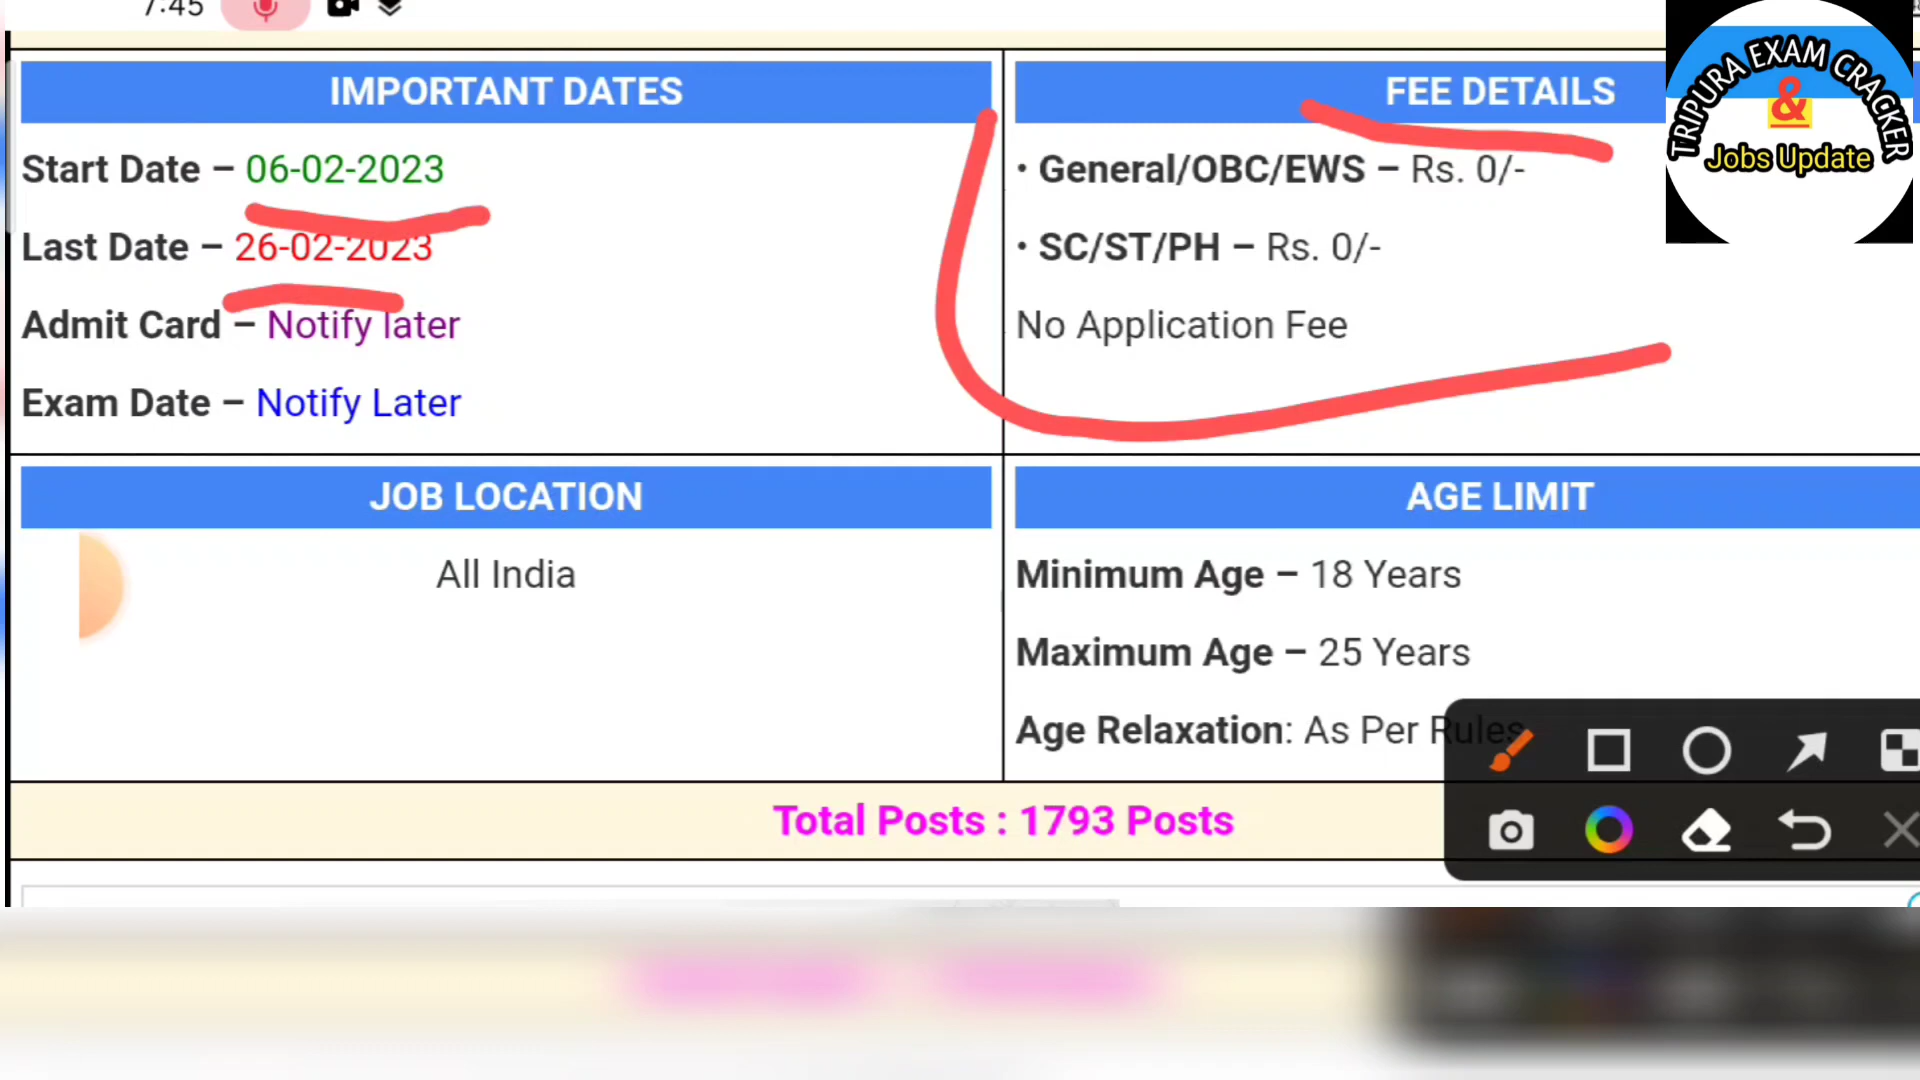 7:45
IMPORTANT DATES
Start Date – 06-02-2023
Last Date – 26-02-2023
Admit Card – Notify later
Exam Date – Notify Later
FEE DETAILS
• General/OBC/EWS – Rs. 0/-
• SC/ST/PH – Rs. 0/-
No Application Fee
TRIPURA EXAM CRACKER
&
Jobs Update
JOB LOCATION
All India
AGE LIMIT
Minimum Age – 18 Years
Maximum Age – 25 Years
Age Relaxation: As Per Rules
Total Posts : 1793 Posts